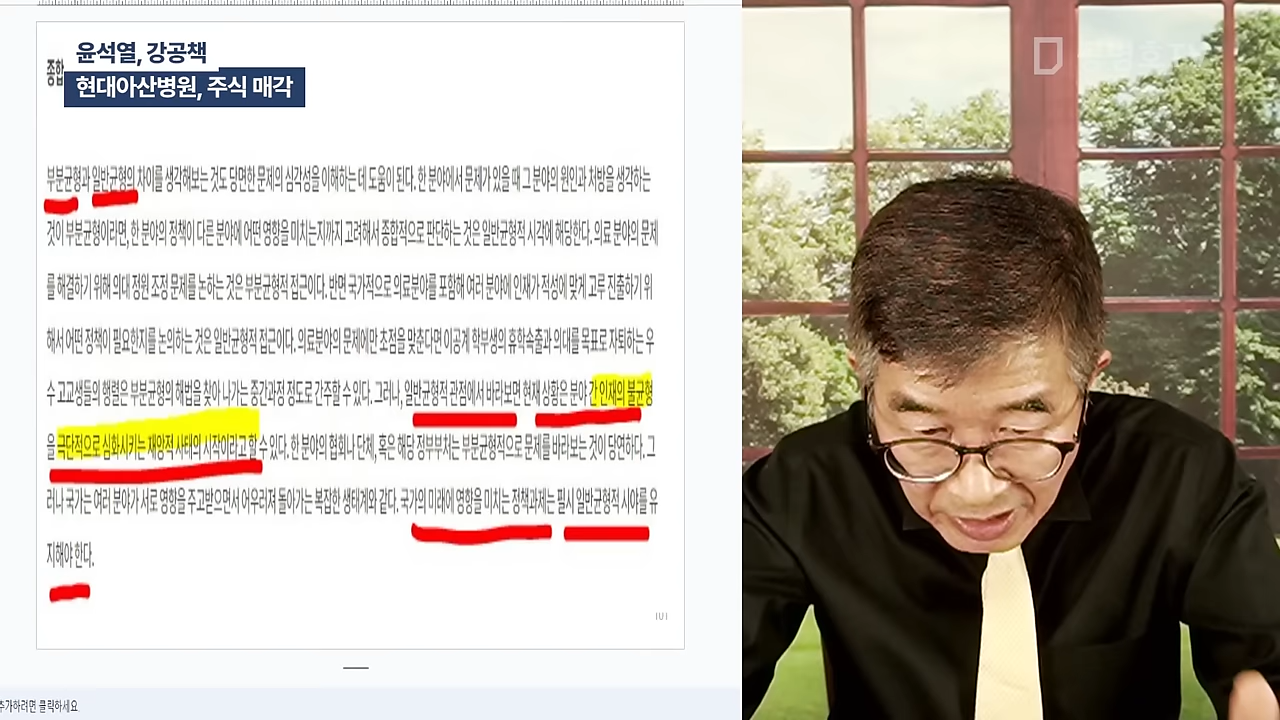 윤석열, 강공책
종합
현대아산병원, 주식 매각
부분균형과 일반균형의 차이를 생각해보는 것도 당면한 문제의 심각성을 이해하는 데 도움이 된다. 한 분야에서 문제가 있을 때 그 분야의 원인과 처방을 생각하는
것이 부분균형이라면, 한 분야의 정책이 다른 분야에 어떤 영향을 미치는지까지 고려해서 종합적으로 판단하는 것은 일반균형적 시각에 해당한다. 의료 분야의 문제
를 해결하기 위해 의대 정원 조정 문제를 논하는 것은 부분균형적 접근이다. 반면 국가적으로 의료분야를 포함해 여러 분야에 인재가 적성에 맞게 고루 진출하기 위
해서 어떤 정책이 필요한지를 논의하는 것은 일반균형적 접근이다. 의료분야의 문제에만 초점을 맞춘다면 이공계 학부생의 휴학속출과 의대를 목표로 자퇴하는 우
수 고교생들의 행렬은 부분균형의 해법을 찾아 나가는 중간과정 정도로 간주할 수 있다. 그러나, 일반균형적 관점에서 바라보면 현재 상황은 분야 간 인재의 불균형
을 극단적으로 심화시키는 재앙적 사태의 시작이라고 할 수 있다. 한 분야의 협회나 단체, 혹은 해당 정부부처는 부분균형적으로 문제를 바라보는 것이 당연하다. 그
러나 국가는 여러 분야가 서로 영향을 주고받으면서 어우러져 돌아가는 복잡한 생태계와 같다. 국가의 미래에 영향을 미치는 정책과제는 필시 일반균형적 시야를 유
지해야 한다.
추가하려면 클릭하세요